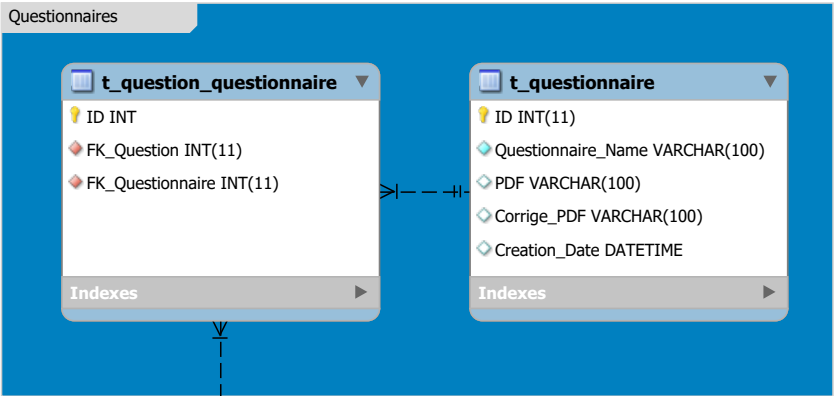 Questionnaires
t_question_questionnaire
ID INT
FK_Question INT(11)
FK_Questionnaire INT(11)
Indexes
t_questionnaire
ID INT(11)
Questionnaire_Name VARCHAR(100)
PDF VARCHAR(100)
Corrige_PDF VARCHAR(100)
Creation_Date DATETIME
Indexes